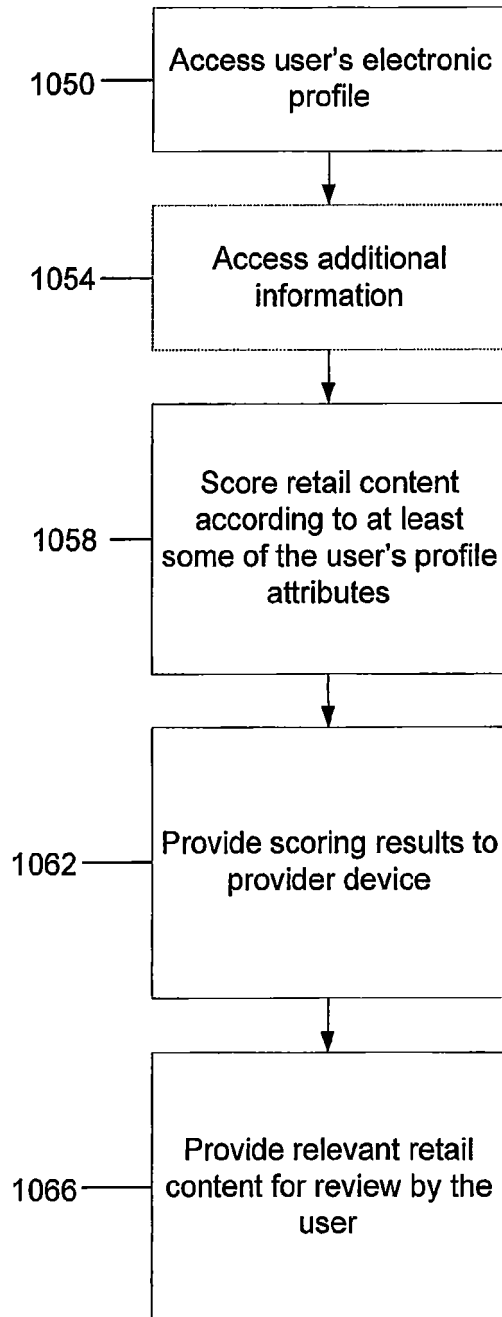 1050
Access user's electronic
profile
1054
Access additional
information
1058
Score retail content
according to at least
some of the user's profile
attributes
1062
Provide scoring results to
provider device
1066
Provide relevant retail
content for review by the
user